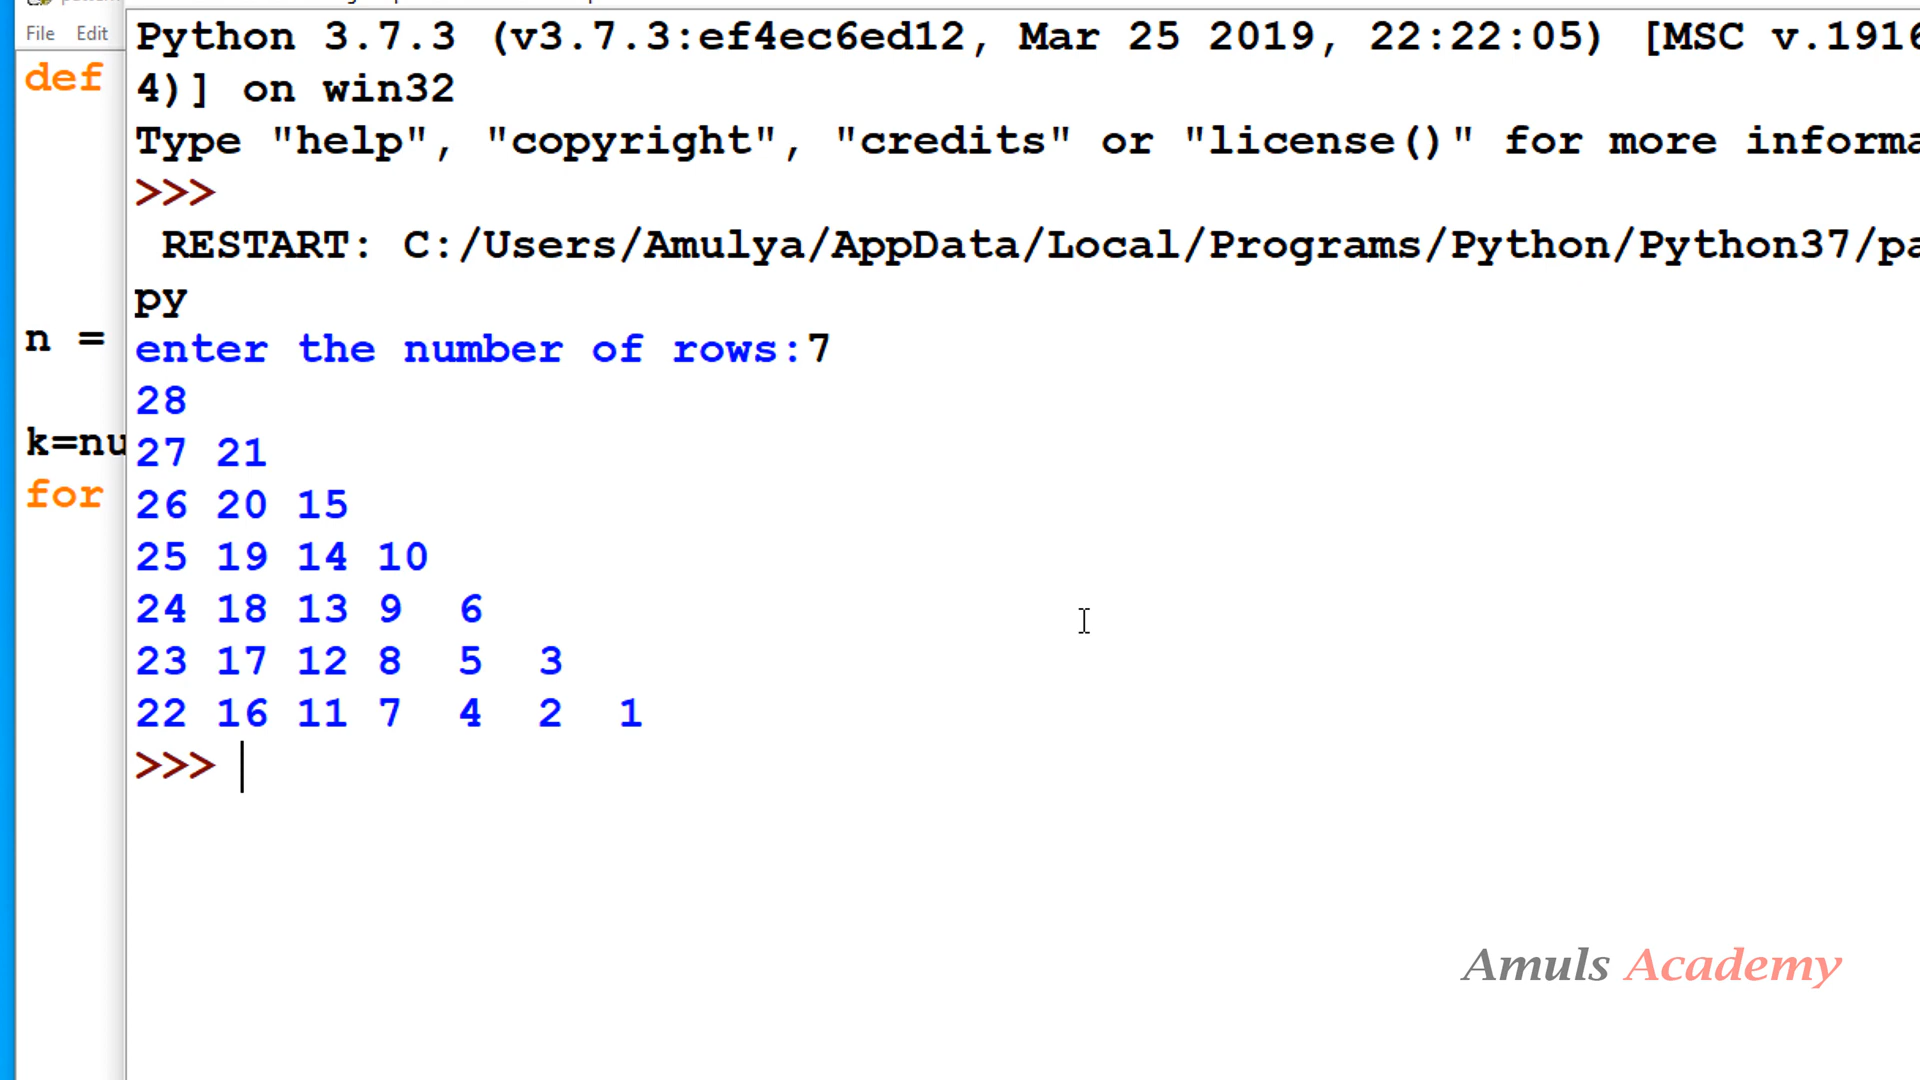 File Edit
Python 3.7.3 (v3.7.3:ef4ec6ed12, Mar 25 2019, 22:22:05) [MSC v.1916
def
4)] on win32
Type "help", "copyright", "credits" or "license()" for more informa
>>>
RESTART: C:/Users/Amulya/AppData/Local/Programs/Python/Python37/pa
py
n =
enter the number of rows:7
28
k=nu
27 21
for
26 20 15
25 19 14 10
24 18 13 9 6
23 17 12 8 5 3
22 16 11 7 4 2 1
>>>
Amuls Academy